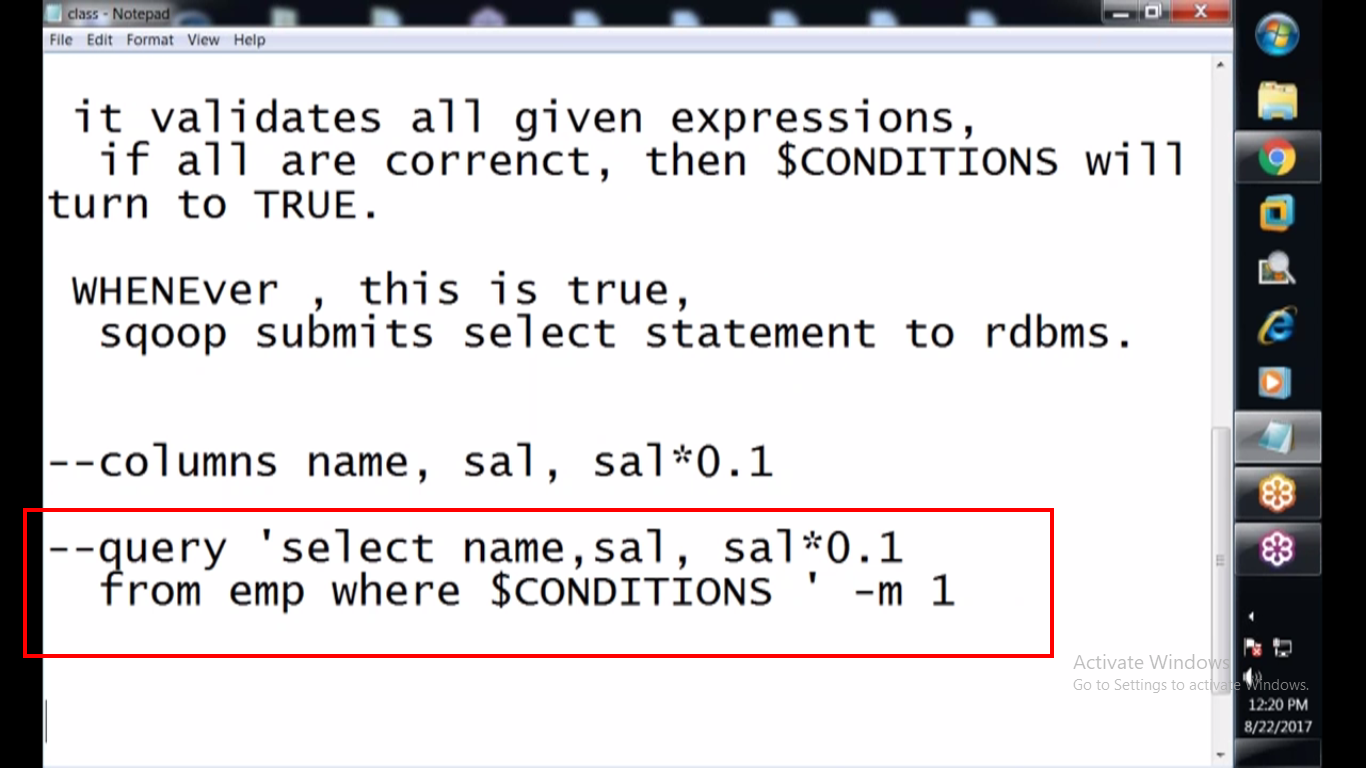 class - Notepad
File Edit Format View Help
it validates all given expressions,
if all are correnct, then $CONDITIONS will
turn to TRUE.
WHENEver , this is true,
sqoop submits select statement to rdbms.
--columns name, sal, sal*0.1
--query 'select name,sal, sal*0.1
from emp where $CONDITIONS ' -m 1
Activate Windows
Go to Settings to activate Windows.
12:20 PM
8/22/2017